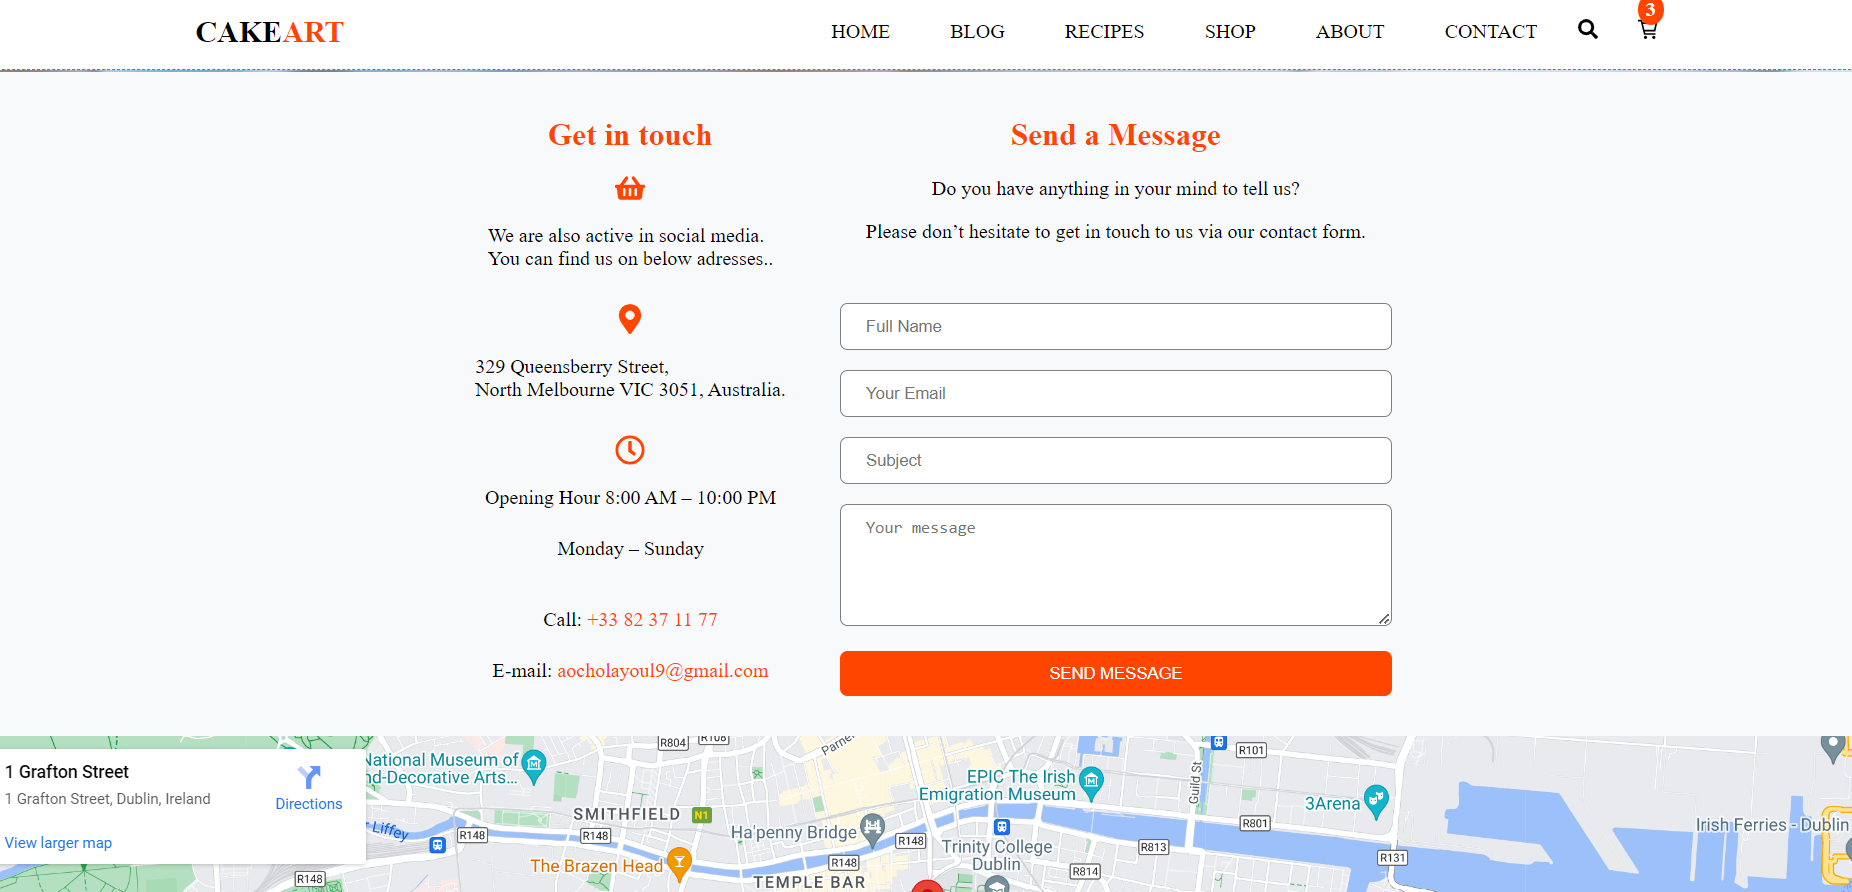 CAKEART
HOME BLOG RECIPES SHOP ABOUT CONTACT 3
Get in touch
We are also active in social media.
You can find us on below adresses..
329 Queensberry Street,
North Melbourne VIC 3051, Australia.
Opening Hour 8:00 AM – 10:00 PM
Monday – Sunday
Call: +33 82 37 11 77
E-mail: aocholayoul9@gmail.com
Send a Message
Do you have anything in your mind to tell us?
Please don’t hesitate to get in touch to us via our contact form.
Full Name
Your Email
Subject
Your message
SEND MESSAGE
1 Grafton Street
1 Grafton Street, Dublin, Ireland
Directions
View larger map
National Museum of
nd-Decorative Arts...
R804
R108
R101
EPIC The Irish
Emigration Museum
Guild St
3Arena
SMITHFIELD
N1
Liffey
R148
R148
Ha'penny Bridge
R148
R801
Irish Ferries - Dublin
Trinity College
Dublin
R813
R131
The Brazen Head
R148
R814
R148
TEMPLE BAR